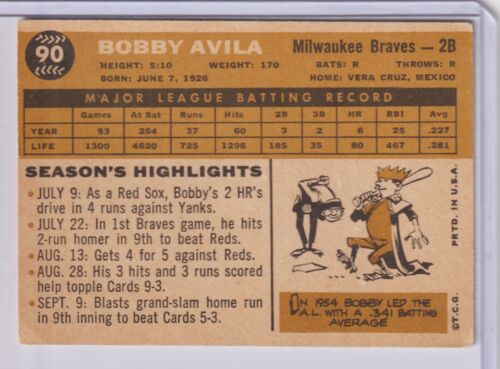 90
BOBBY AVILA
Milwaukee Braves — 2B
HEIGHT: 5:10 WEIGHT: 170 BATS: R THROWS: R
BORN: JUNE 7, 1926 HOME: VERA CRUZ, MEXICO
MAJOR LEAGUE BATTING RECORD
Games At Bat Runs Hits 2B 3B HR RBI Avg
YEAR 93 264 37 60 3 2 6 25 .227
LIFE 1300 4620 725 1296 185 35 80 467 .281
SEASON'S HIGHLIGHTS
• JULY 9: As a Red Sox, Bobby's 2 HR's
drive in 4 runs against Yanks.
• JULY 22: In 1st Braves game, he hits
2-run homer in 9th to beat Reds.
• AUG. 13: Gets 4 for 5 against Reds.
• AUG. 28: His 3 hits and 3 runs scored
help topple Cards 9-3.
• SEPT. 9: Blasts grand-slam home run
in 9th inning to beat Cards 5-3.
IN 1954 BOBBY LED THE
A.L. WITH A .341 BATTING
AVERAGE
©T.C.G. PRTD. IN U.S.A.